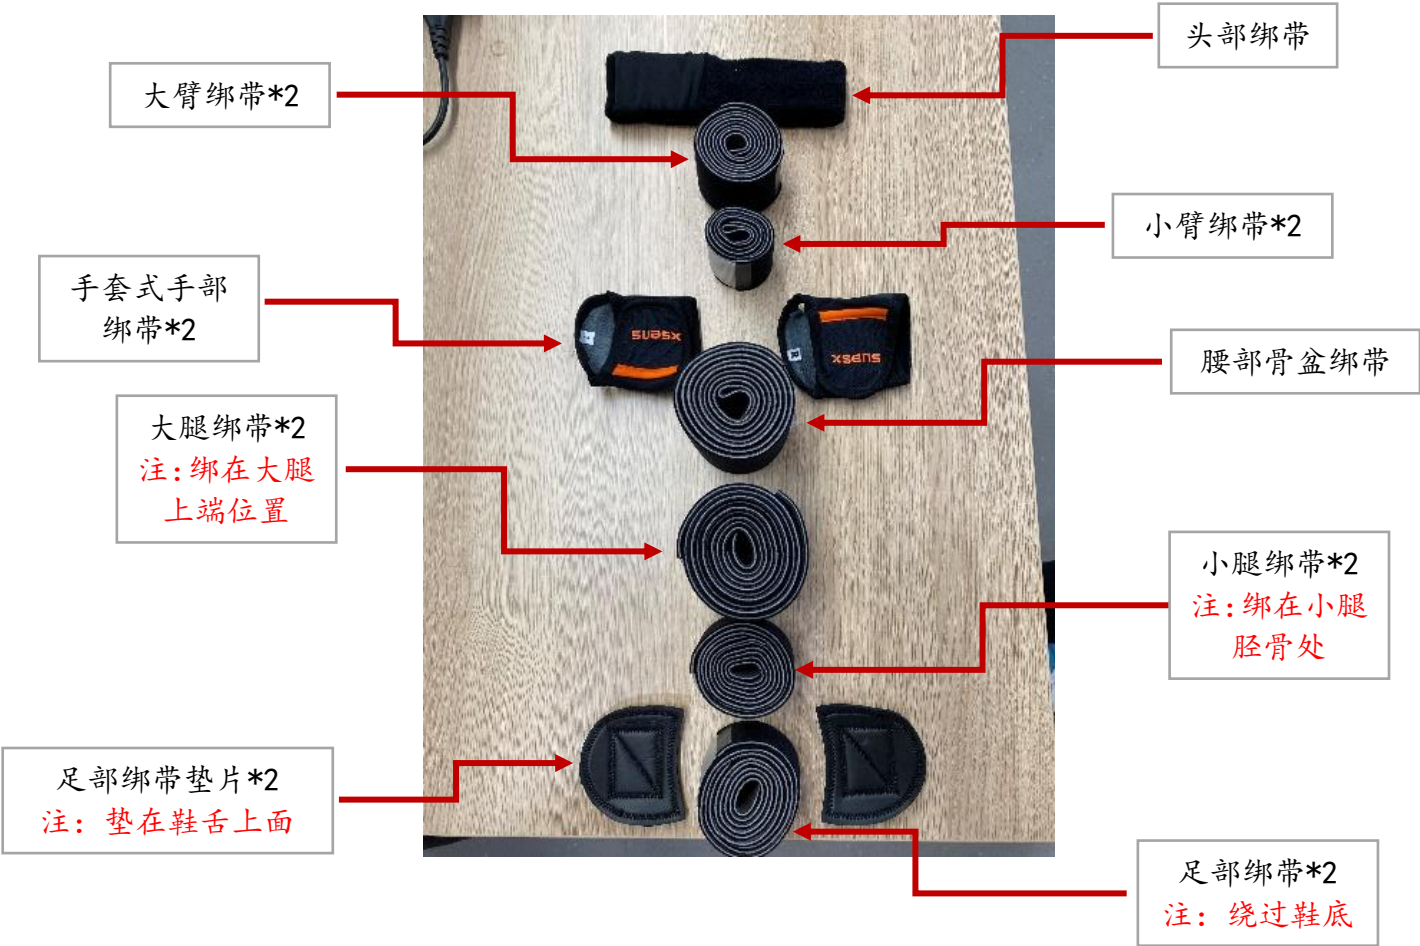 头部绑带
大臂绑带*2
小臂绑带*2
手套式手部
绑带*2
xsens
xsens
R
腰部骨盆绑带
大腿绑带*2
注:绑在大腿
上端位置
小腿绑带*2
注:绑在小腿
胫骨处
足部绑带垫片*2
注: 垫在鞋舌上面
足部绑带*2
注: 绕过鞋底